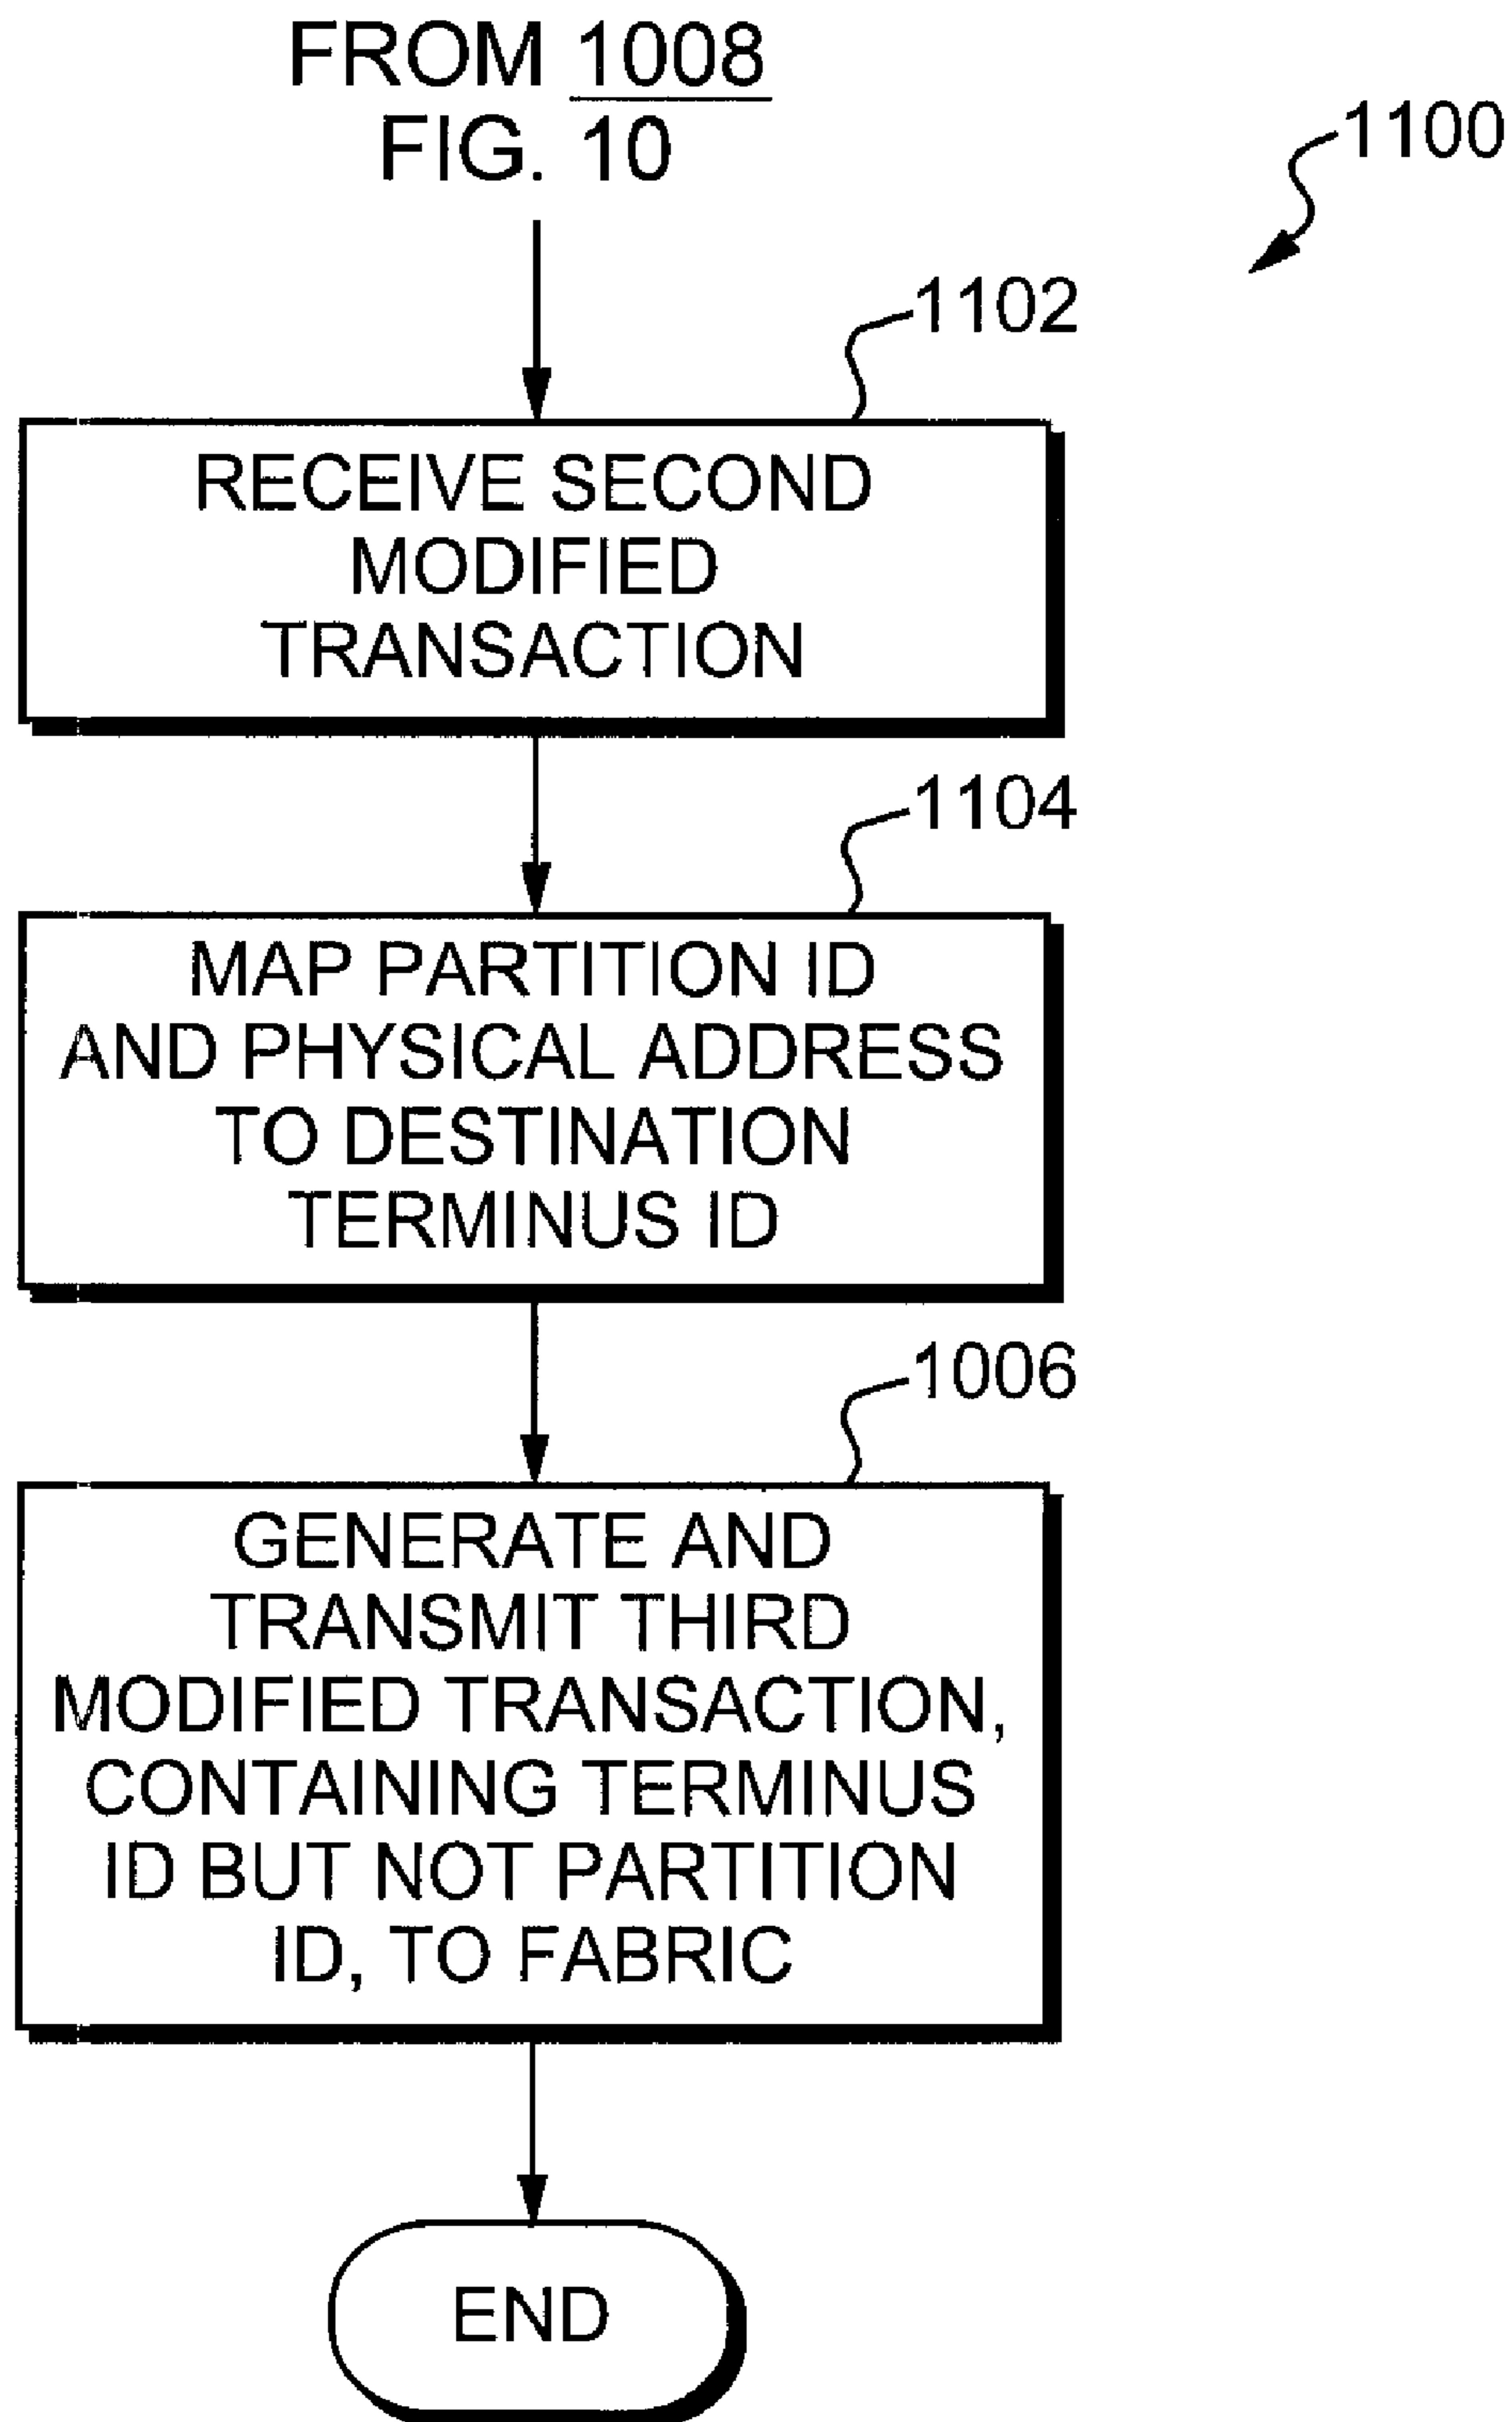 FROM 1008
FIG. 10
1100
1102
RECEIVE SECOND
MODIFIED
TRANSACTION
1104
MAP PARTITION ID
AND PHYSICAL ADDRESS
TO DESTINATION
TERMINUS ID
1006
GENERATE AND
TRANSMIT THIRD
MODIFIED TRANSACTION,
CONTAINING TERMINUS
ID BUT NOT PARTITION
ID, TO FABRIC
END